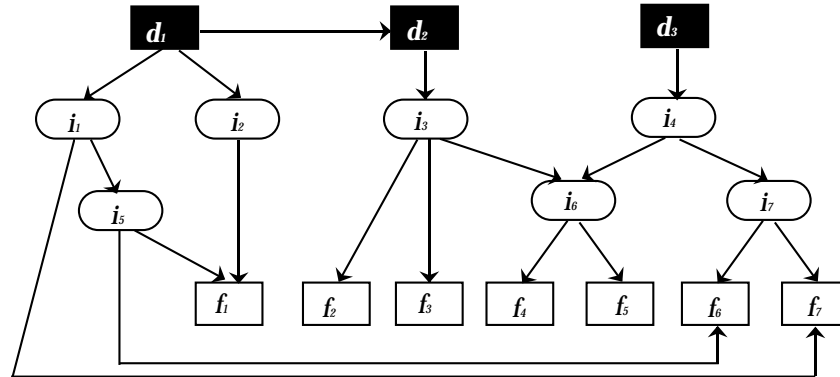 d₁ d₂ d₃
i₁ i₂ i₃ i₄
i₅ i₆ i₇
f₁ f₂ f₃ f₄ f₅ f₆ f₇